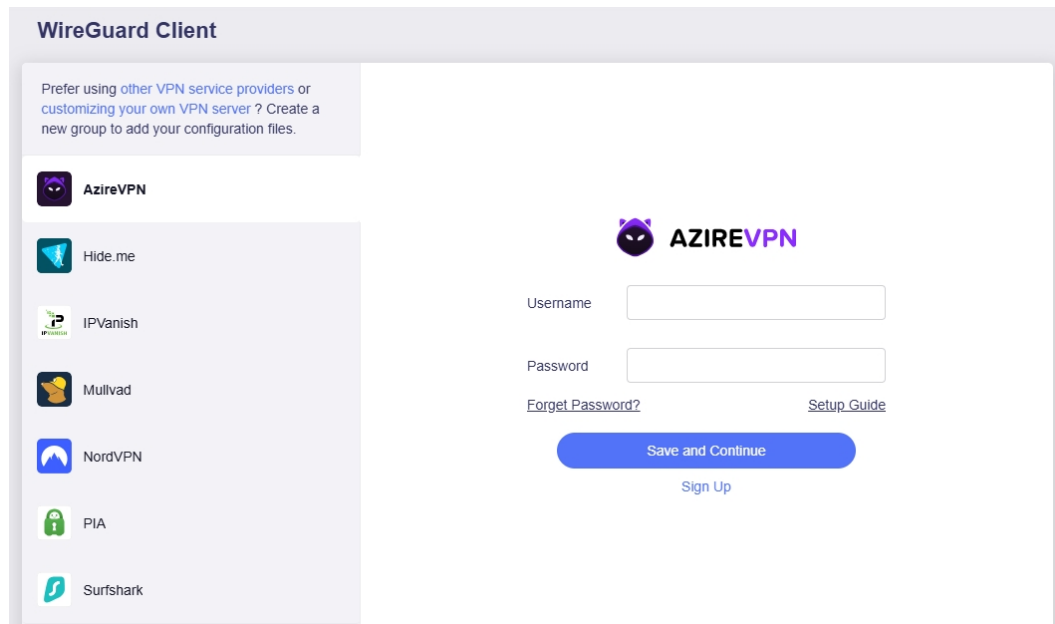 WireGuard Client
Prefer using other VPN service providers or
customizing your own VPN server ? Create a
new group to add your configuration files.
AzireVPN
Hide.me
IPVanish
Mullvad
NordVPN
PIA
Surfshark
AZIREVPN
Username
Password
Forget Password?
Setup Guide
Save and Continue
Sign Up
IP
IPVANISH